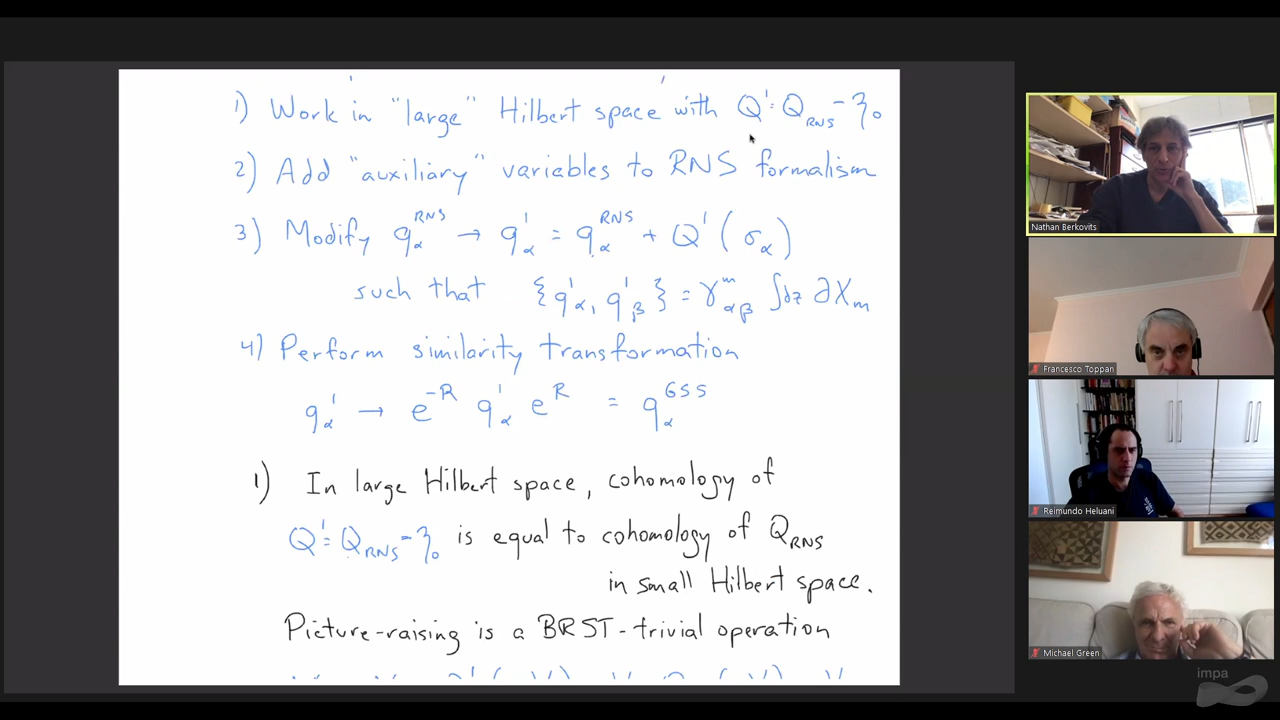 1) Work in "large" Hilbert space with Q' = Q_RNS - η₀
2) Add "auxiliary" variables to RNS formalism
3) Modify q_α^RNS → q'_α = q_α^RNS + Q'(σ_α)
such that {q'_α, q'_β} = γ^m_αβ ∫dz ∂X_m
4) Perform similarity transformation
q'_α → e^-R q'_α e^R = q_α^GSS
1) In large Hilbert space, cohomology of
Q' = Q_RNS - η₀ is equal to cohomology of Q_RNS
in small Hilbert space.
Picture-raising is a BRST-trivial operation
Nathan Berkovits
Francesco Toppan
Reimundo Heluani
Michael Green
impa